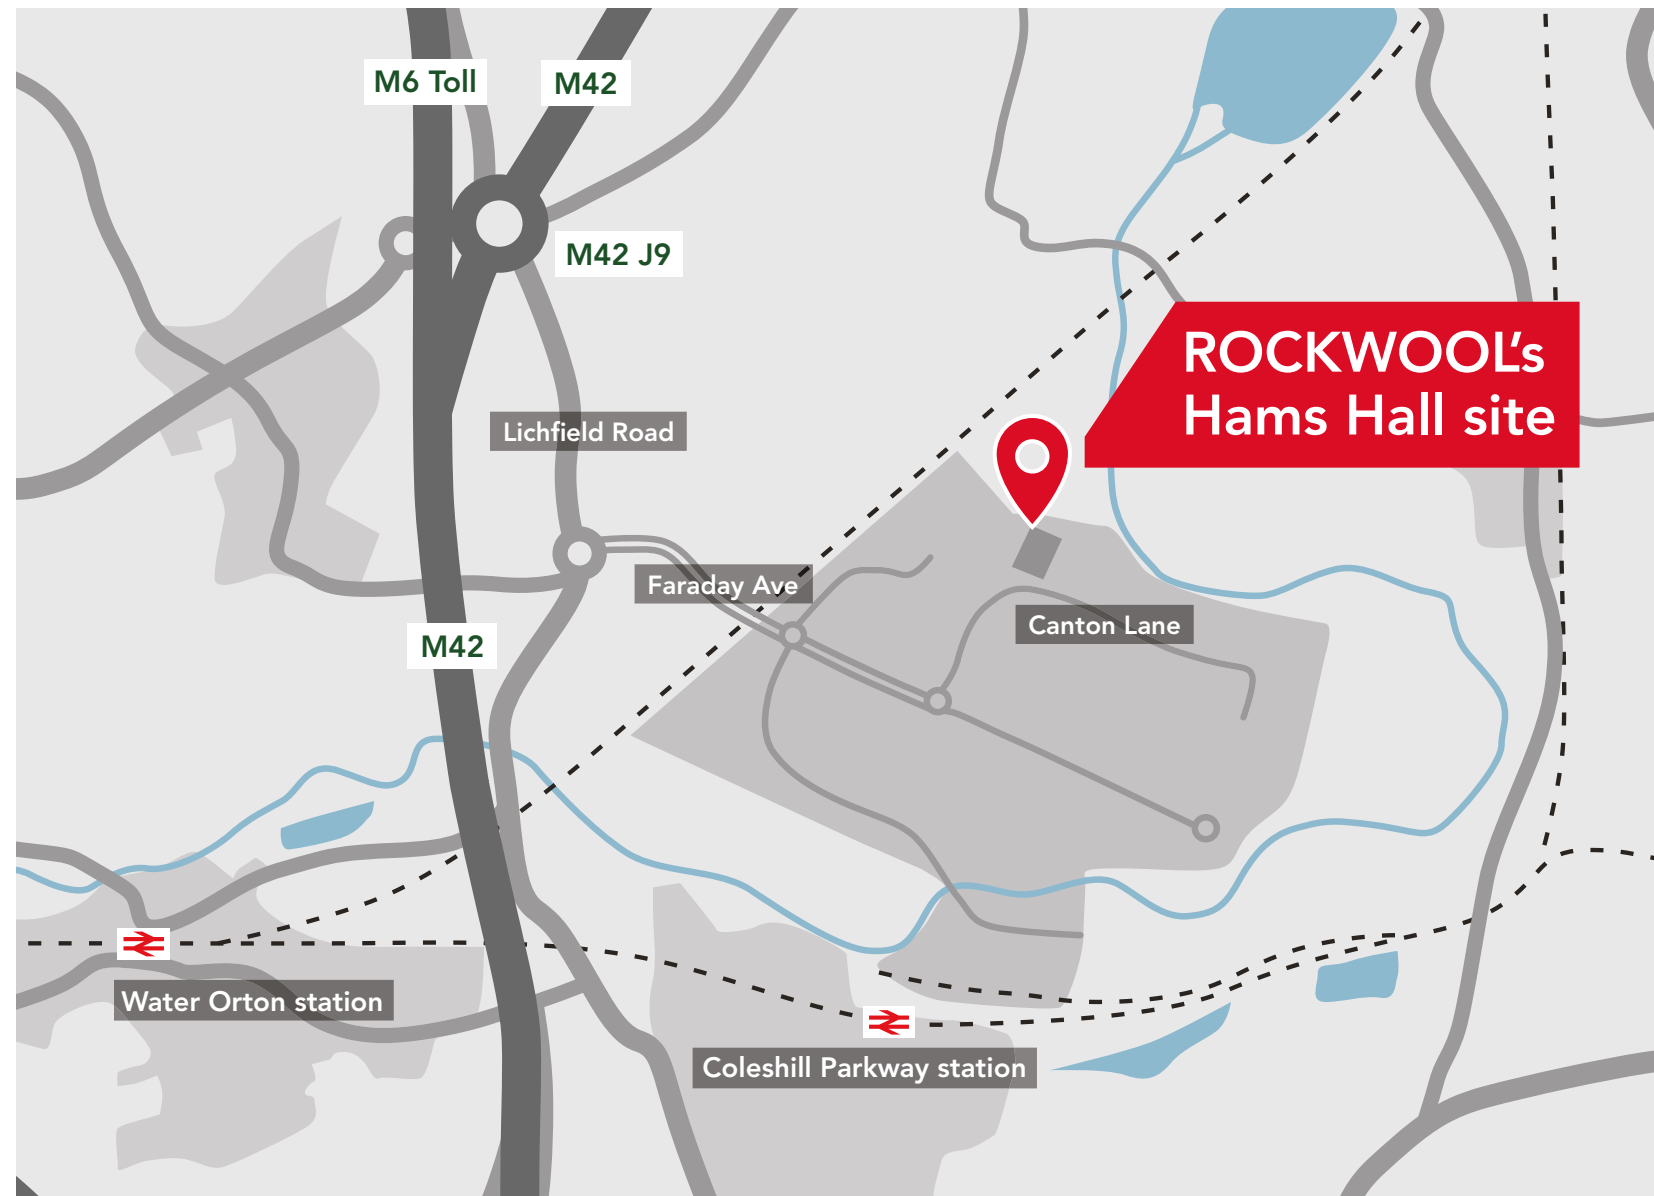 M6 Toll
M42
M42 J9
ROCKWOOL's
Hams Hall site
Lichfield Road
Faraday Ave
Canton Lane
M42
Water Orton station
Coleshill Parkway station